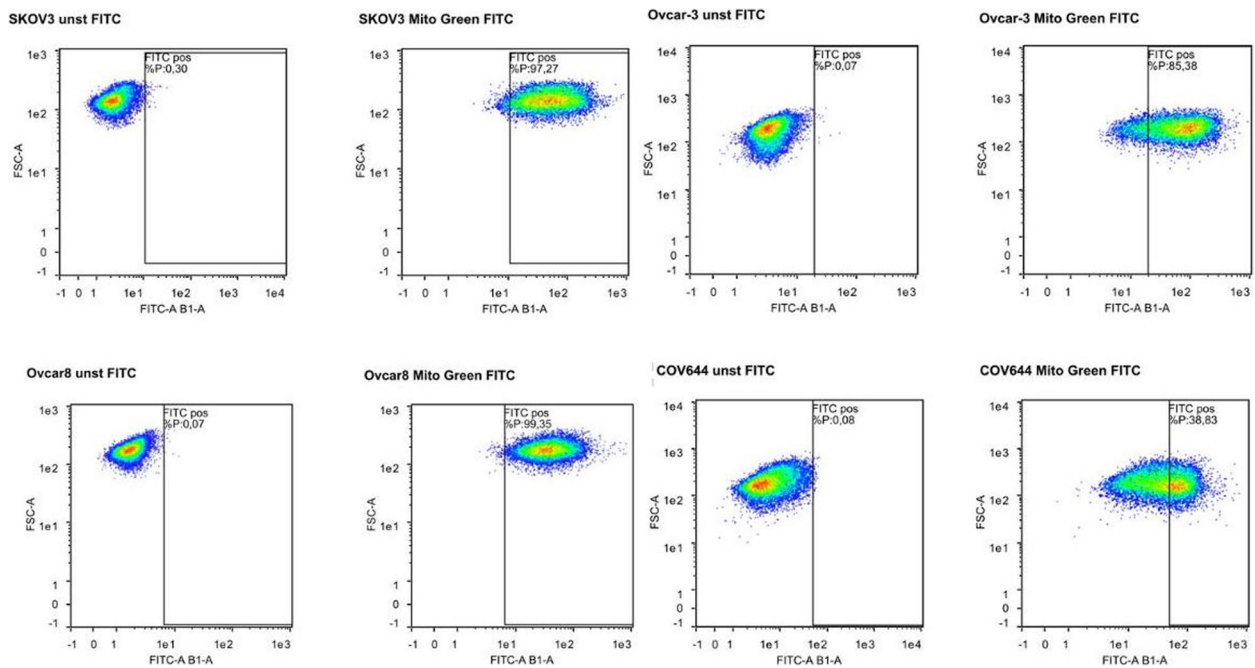 SKOV3 unst FITC
1e3
1e2
1e1
1
0
-1
FSC-A
FITC pos
%P:0,30
-1 0 1 1e1 1e2 1e3 1e4
FITC-A B1-A
SKOV3 Mito Green FITC
1e3
1e2
1e1
1
0
-1
FSC-A
FITC pos
%P:97,27
-1 0 1 1e1 1e2 1e3
FITC-A B1-A
Ovcar-3 unst FITC
1e4
1e3
1e2
1e1
1
0
-1
FSC-A
FITC pos
%P:0,07
-1 0 1 1e1 1e2 1e3
FITC-A B1-A
Ovcar-3 Mito Green FITC
1e4
1e3
1e2
1e1
1
0
-1
FSC-A
FITC pos
%P:85,38
-1 0 1 1e1 1e2 1e3
FITC-A B1-A
Ovcar8 unst FITC
1e3
1e2
1e1
1
0
-1
FSC-A
FITC pos
%P:0,07
-1 0 1 1e1 1e2 1e3
FITC-A B1-A
Ovcar8 Mito Green FITC
1e3
1e2
1e1
1
0
-1
FSC-A
FITC pos
%P:99,35
-1 0 1 1e1 1e2 1e3
FITC-A B1-A
COV644 unst FITC
1e4
1e3
1e2
1e1
1
0
-1
FSC-A
FITC pos
%P:0,08
-1 0 1 1e1 1e2 1e3 1e4
FITC-A B1-A
COV644 Mito Green FITC
1e4
1e3
1e2
1e1
1
0
-1
FSC-A
FITC pos
%P:38,83
-1 0 1 1e1 1e2 1e3
FITC-A B1-A